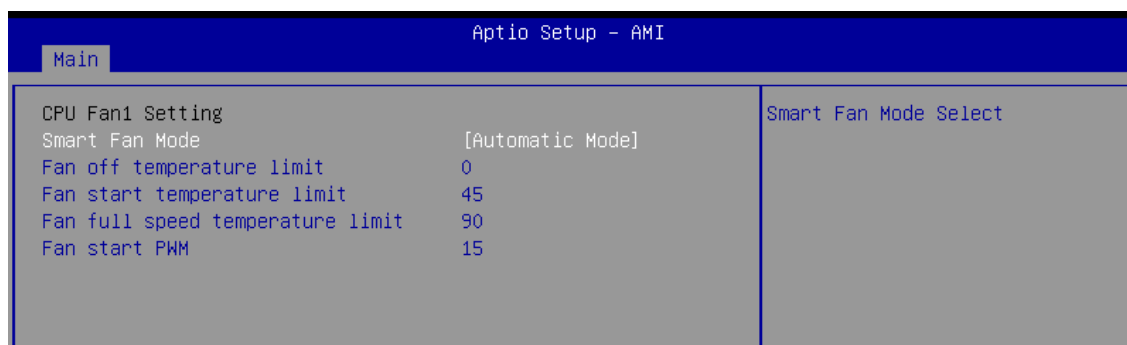 Aptio Setup – AMI
Main
CPU Fan1 Setting
Smart Fan Mode [Automatic Mode]
Fan off temperature limit 0
Fan start temperature limit 45
Fan full speed temperature limit 90
Fan start PWM 15
Smart Fan Mode Select